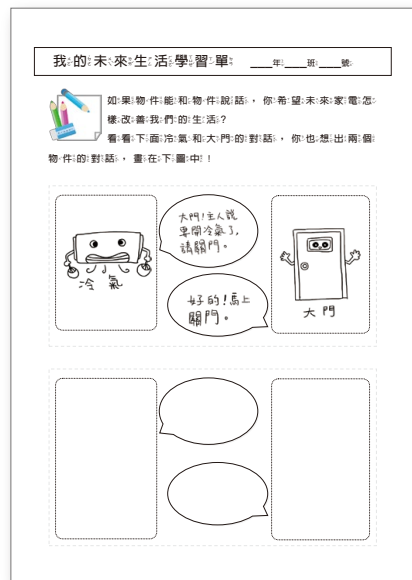 我的未來生活學習單 ____年____班____號
如果物件能和物件說話，你希望未來家電怎
樣改善我們的生活？
看看下面冷氣和大門的對話，你也想出兩個
物件的對話，畫在下圖中！
大門！主人說
要開冷氣了，
請關門。
冷氣
好的！馬上
關門。
大門